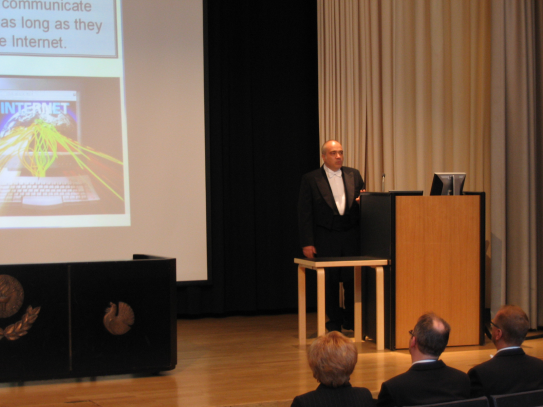 communicate
as long as they
e Internet.
INTERNET